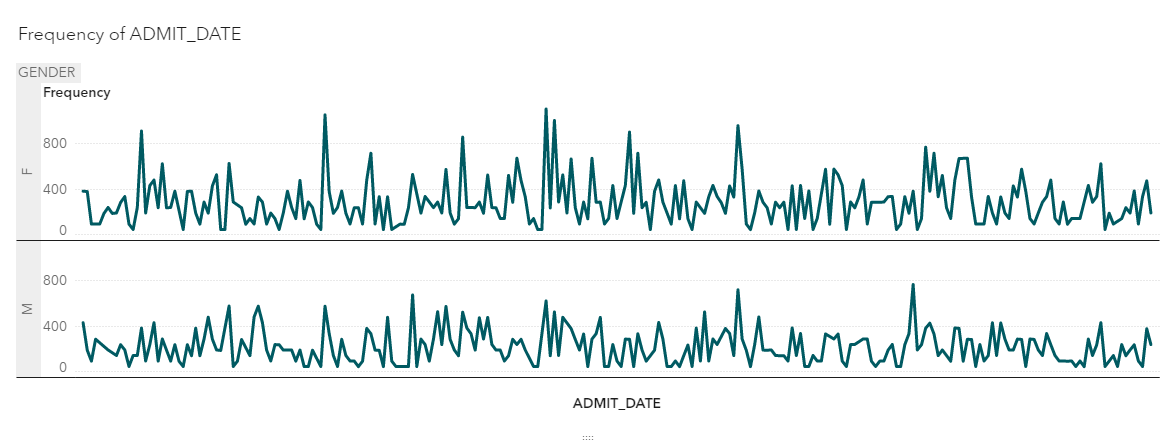 Frequency of ADMIT_DATE
GENDER
Frequency
F
800
400
0
M
800
400
0
ADMIT_DATE